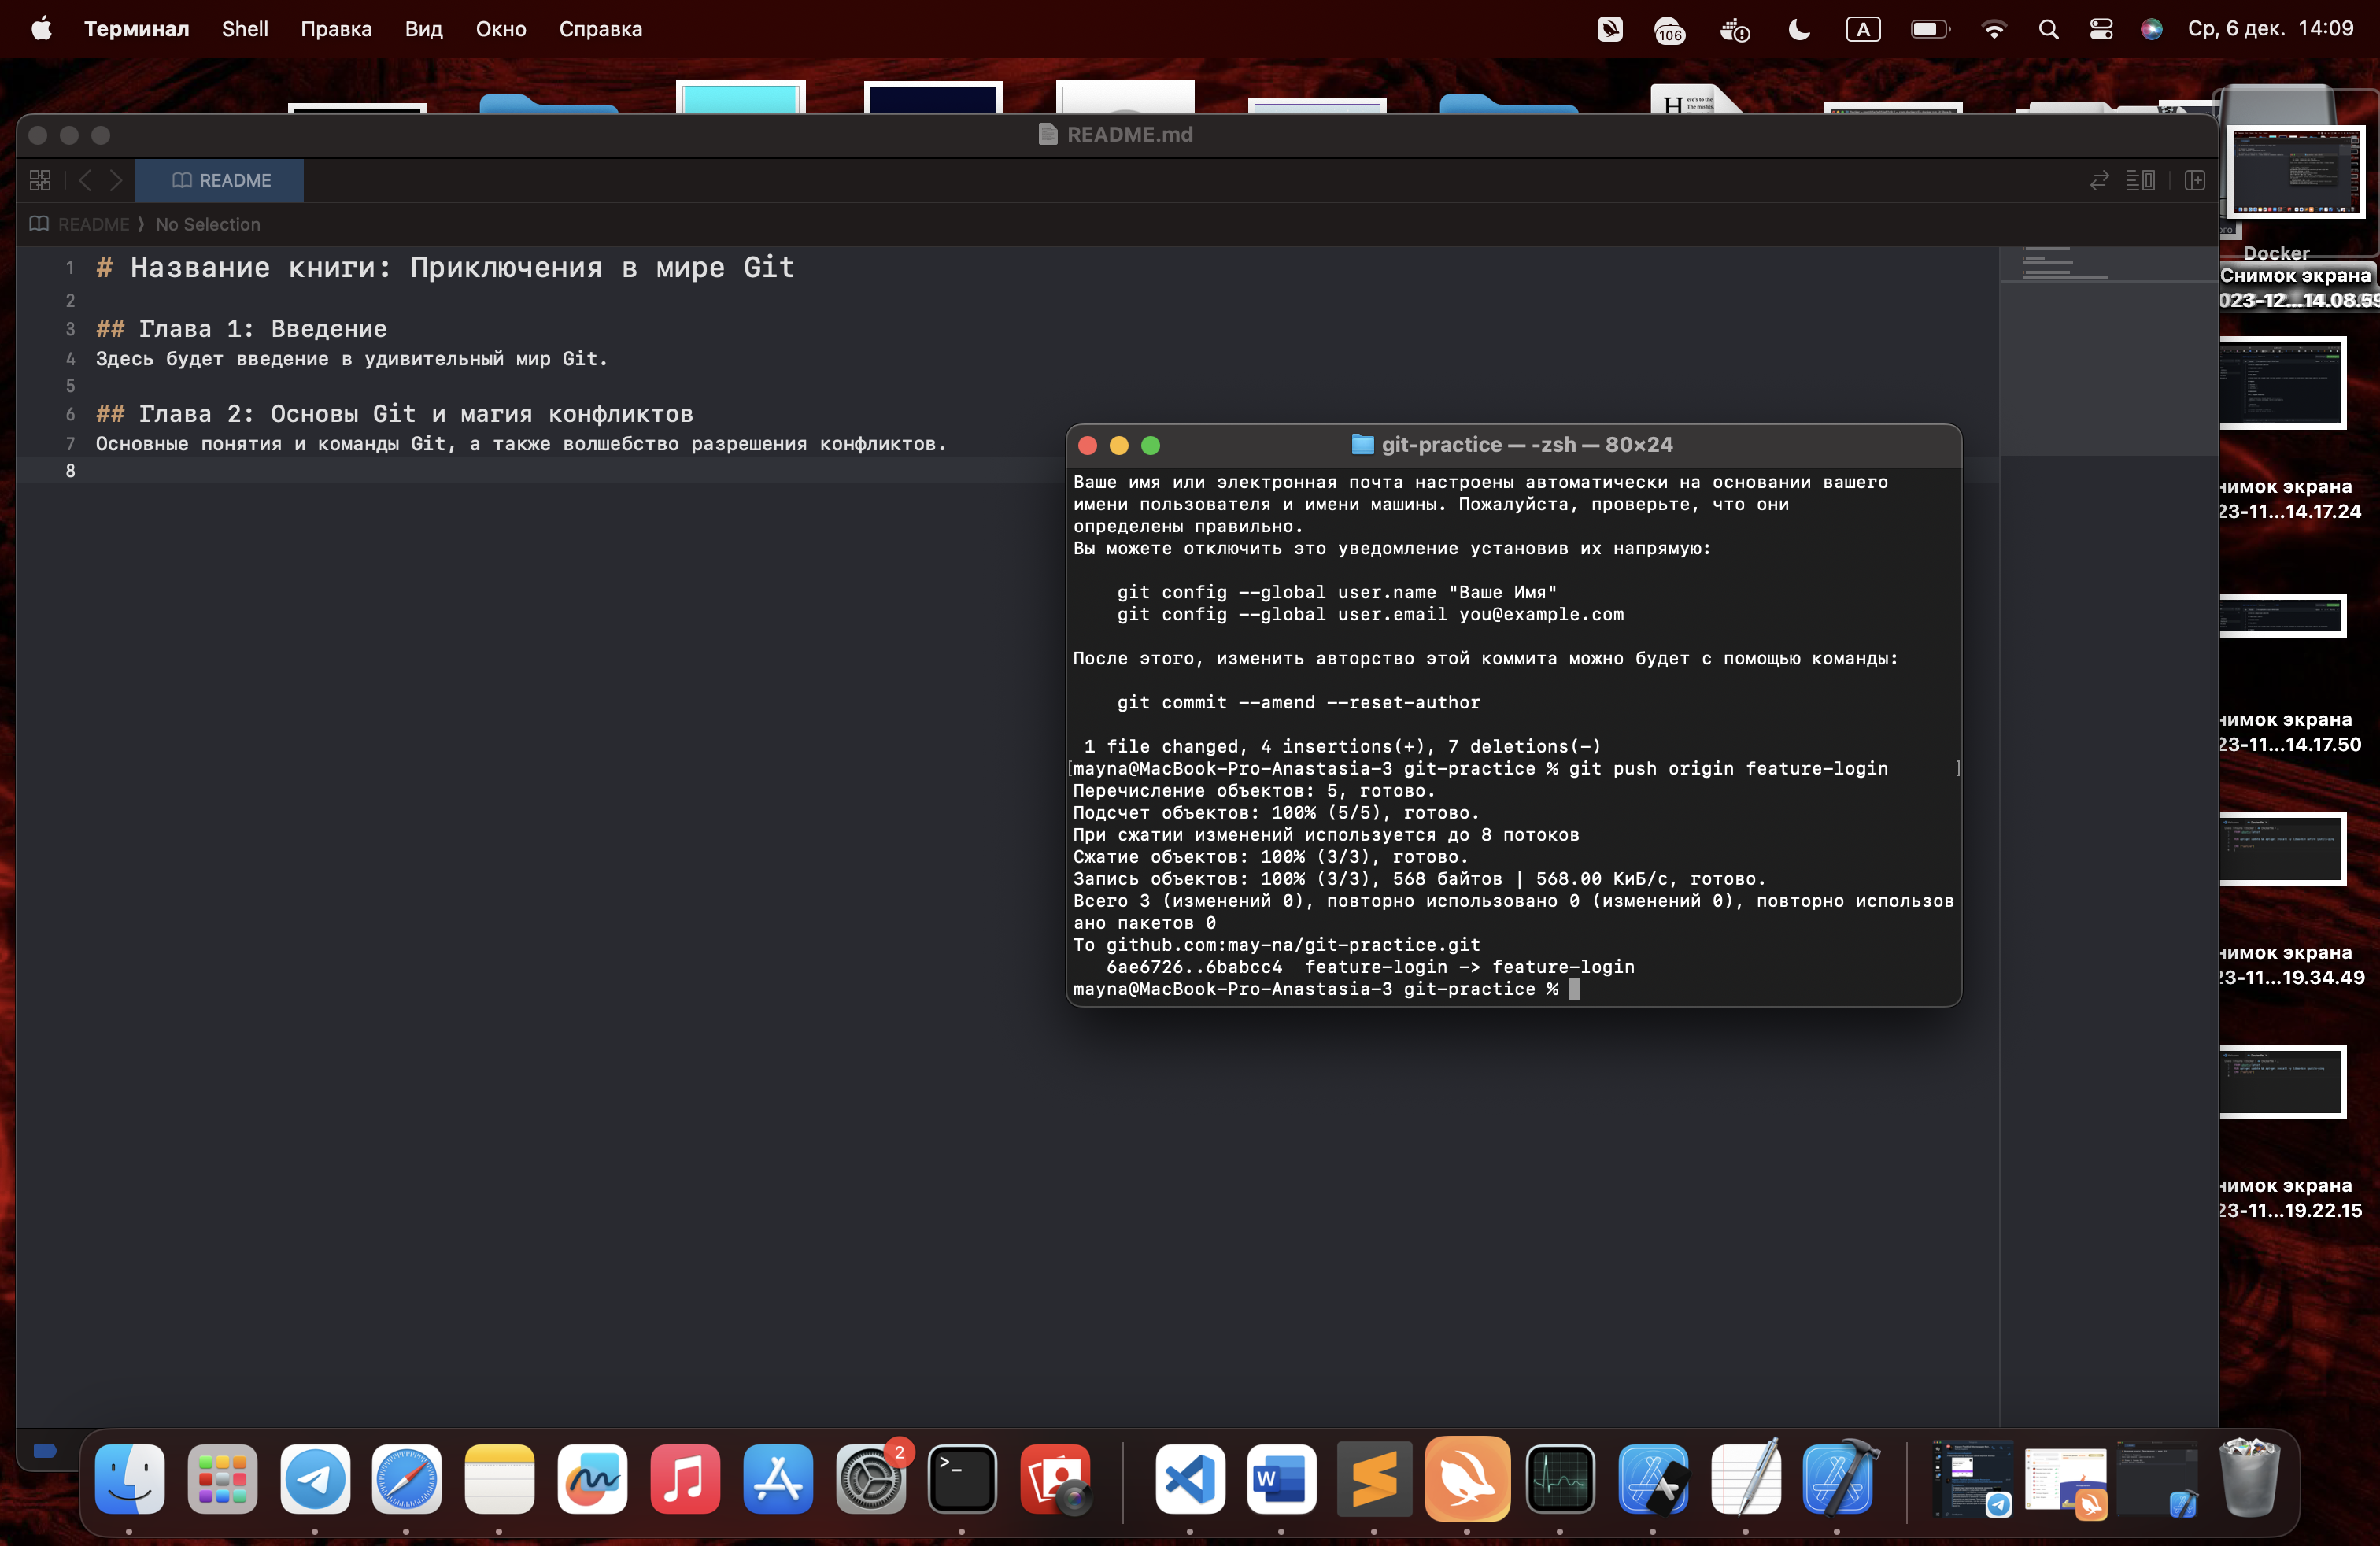 Терминал Shell Правка Вид Окно Справка
106
A
Ср, 6 дек. 14:09
README.md
README
README ⟩ No Selection
1 # Название книги: Приключения в мире Git
2
3 ## Глава 1: Введение
4 Здесь будет введение в удивительный мир Git.
5
6 ## Глава 2: Основы Git и магия конфликтов
7 Основные понятия и команды Git, а также волшебство разрешения конфликтов.
8
git-practice — -zsh — 80×24
Ваше имя или электронная почта настроены автоматически на основании вашего
имени пользователя и имени машины. Пожалуйста, проверьте, что они
определены правильно.
Вы можете отключить это уведомление установив их напрямую:
git config --global user.name "Ваше Имя"
git config --global user.email you@example.com
После этого, изменить авторство этой коммита можно будет с помощью команды:
git commit --amend --reset-author
1 file changed, 4 insertions(+), 7 deletions(-)
[mayna@MacBook-Pro-Anastasia-3 git-practice % git push origin feature-login ]
Перечисление объектов: 5, готово.
Подсчет объектов: 100% (5/5), готово.
При сжатии изменений используется до 8 потоков
Сжатие объектов: 100% (3/3), готово.
Запись объектов: 100% (3/3), 568 байтов | 568.00 КиБ/с, готово.
Всего 3 (изменений 0), повторно использовано 0 (изменений 0), повторно использов
ано пакетов 0
To github.com:may-na/git-practice.git
6ae6726..6babcc4 feature-login -> feature-login
mayna@MacBook-Pro-Anastasia-3 git-practice %
Docker
Снимок экрана
023-12...14.08.59
нимок экрана
23-11...14.17.24
нимок экрана
23-11...14.17.50
нимок экрана
23-11...19.34.49
нимок экрана
23-11...19.22.15
2
W